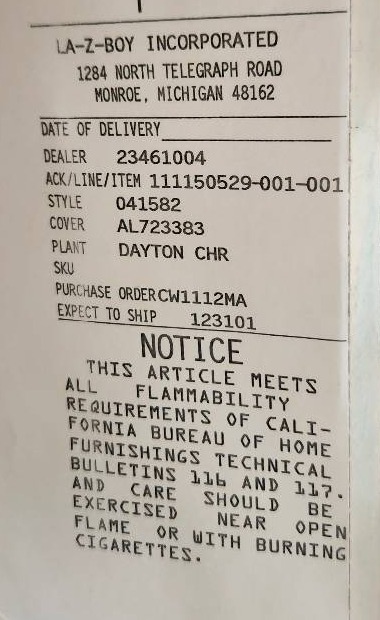 LA-Z-BOY INCORPORATED
1284 NORTH TELEGRAPH ROAD
MONROE, MICHIGAN 48162
DATE OF DELIVERY
DEALER 23461004
ACK/LINE/ITEM 111150529-001-001
STYLE 041582
COVER AL723383
PLANT DAYTON CHR
SKU
PURCHASE ORDER CW1112MA
EXPECT TO SHIP 123101
NOTICE
THIS ARTICLE MEETS
ALL FLAMMABILITY
REQUIREMENTS OF CALI-
FORNIA BUREAU OF HOME
FURNISHINGS TECHNICAL
BULLETINS 116 AND 117.
AND CARE SHOULD BE
EXERCISED NEAR OPEN
FLAME OR WITH BURNING
CIGARETTES.